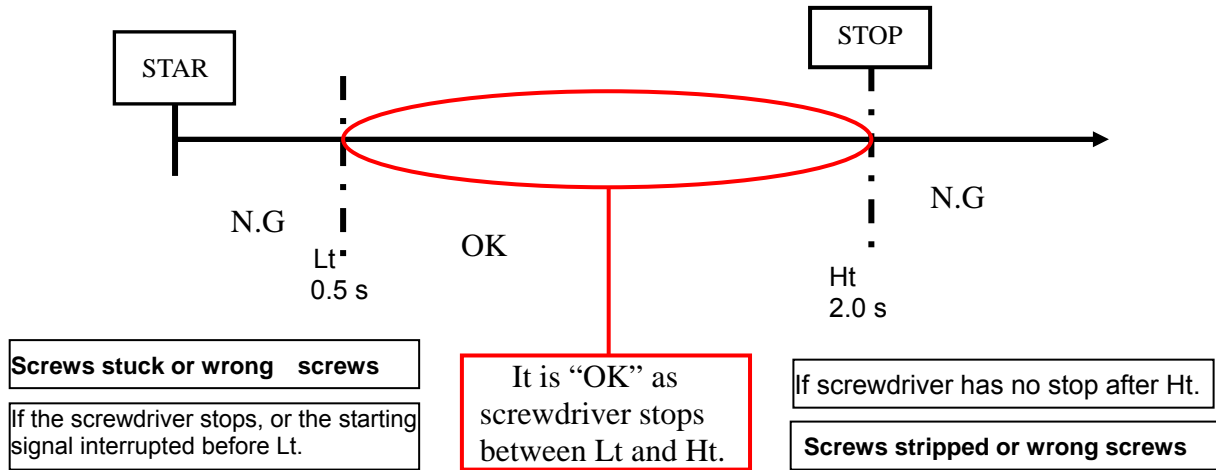 STAR
STOP
N.G
OK
N.G
Lt
0.5 s
Ht
2.0 s
Screws stuck or wrong screws
If the screwdriver stops, or the starting
signal interrupted before Lt.
It is “OK” as
screwdriver stops
between Lt and Ht.
If screwdriver has no stop after Ht.
Screws stripped or wrong screws